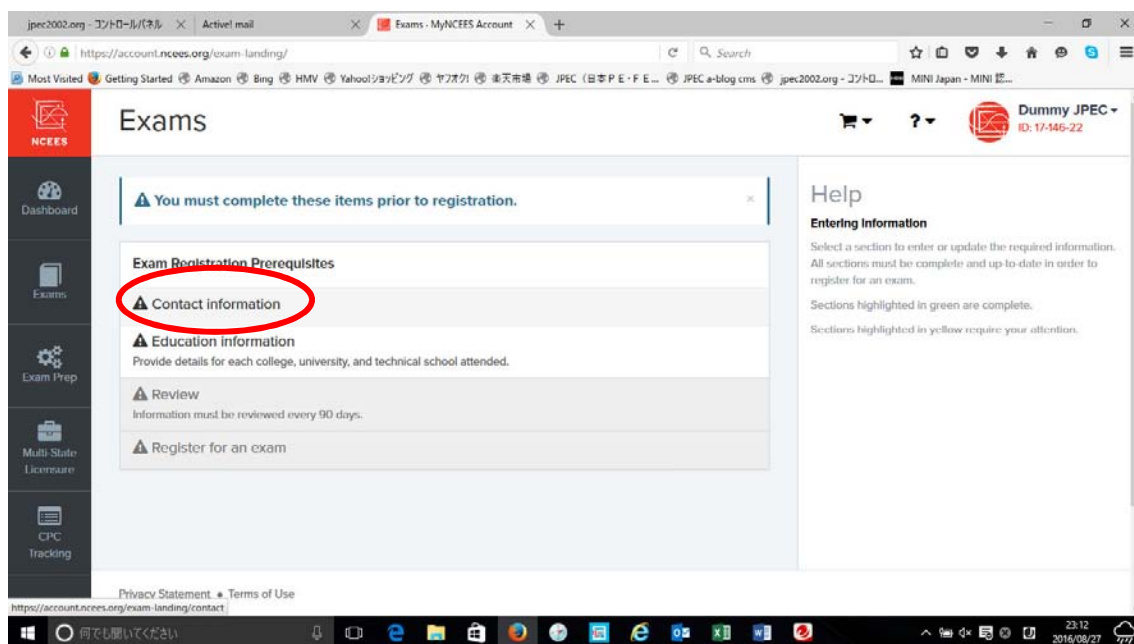 jpec2002.org - コントロールパネル
Active! mail
Exams - MyNCEES Account
https://account.ncees.org/exam-landing/
Search
Most Visited
Getting Started
Amazon
Bing
HMV
Yahoo!ショッピング
ヤフオク!
楽天市場
JPEC (日本PE・FE...
JPEC a-blog cms
jpec2002.org - コントロ...
MINI Japan - MINI 認...
NCEES
Exams
?
Dummy JPEC
ID: 17-146-22
Dashboard
Exams
Exam Prep
Multi-State
Licensure
CPC
Tracking
You must complete these items prior to registration.
×
Exam Registration Prerequisites
Contact information
Education information
Provide details for each college, university, and technical school attended.
Review
Information must be reviewed every 90 days.
Register for an exam
Help
Entering Information
Select a section to enter or update the required information.
All sections must be complete and up-to-date in order to
register for an exam.
Sections highlighted in green are complete.
Sections highlighted in yellow require your attention.
Privacy Statement • Terms of Use
https://account.ncees.org/exam-landing/contact
何でも聞いてください
23:12
2016/08/27